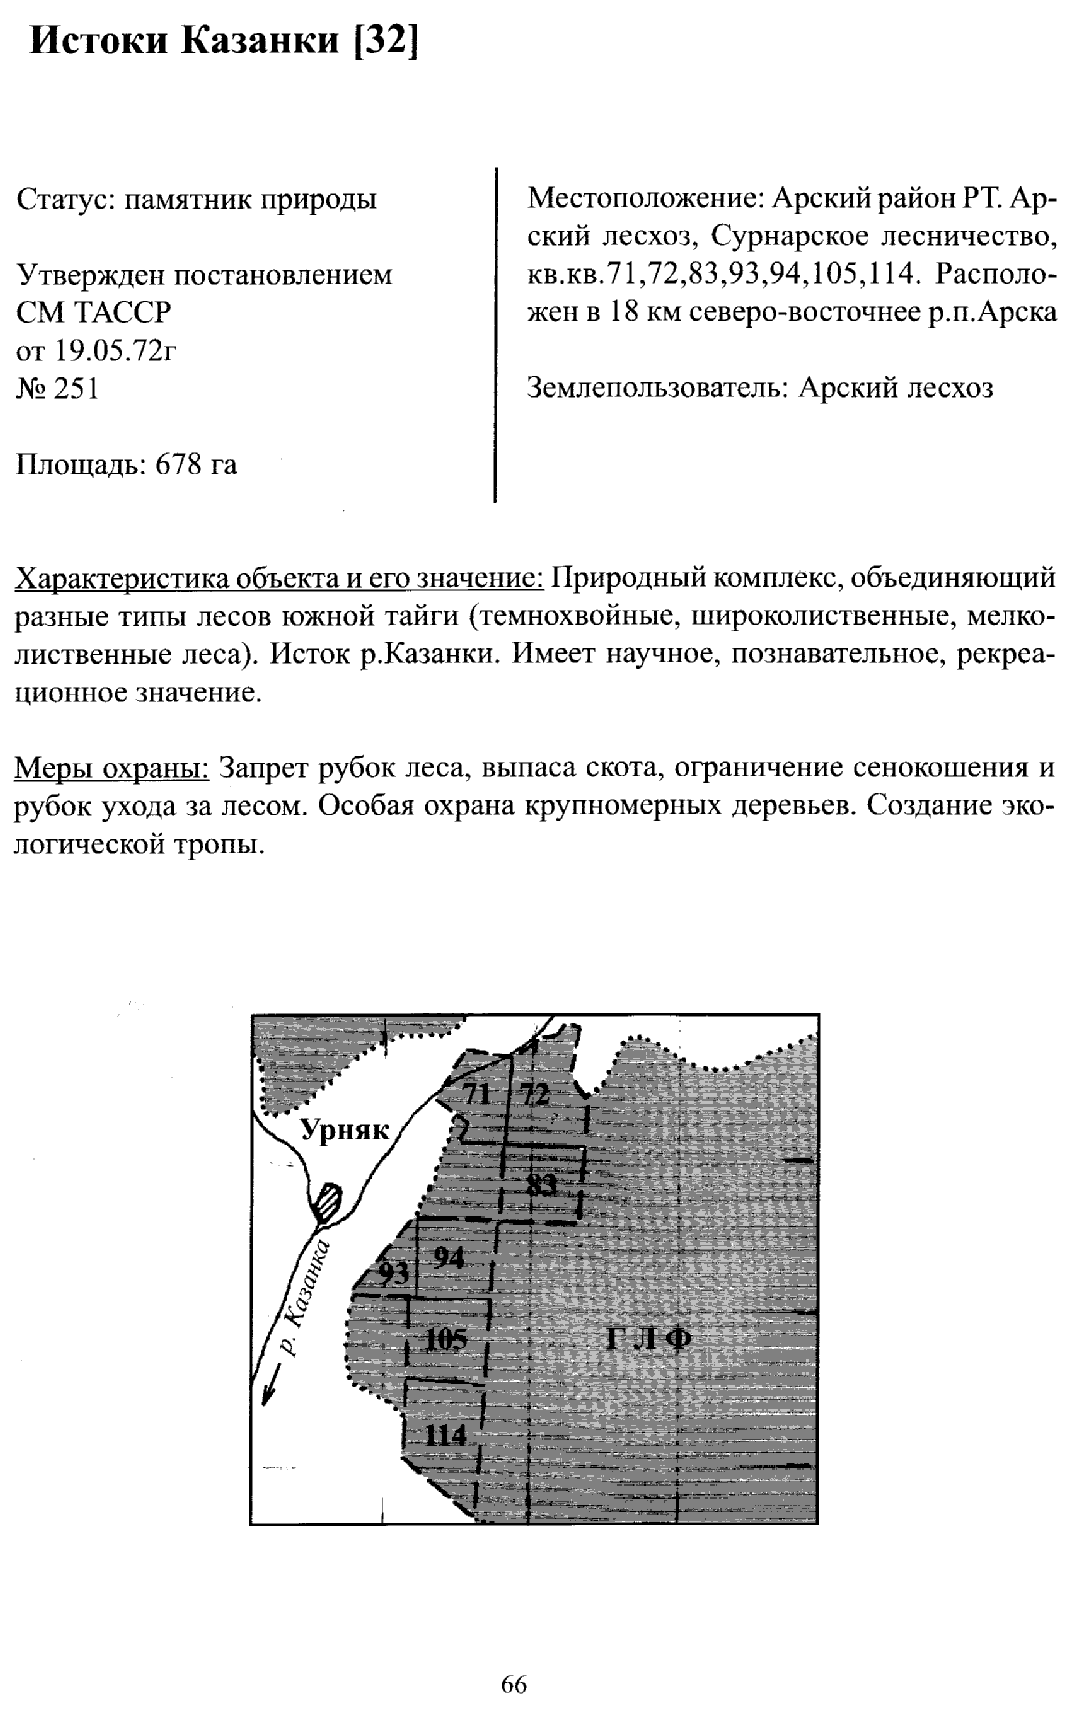 Истоки Казанки [32]
Статус: памятник природы
Утвержден постановлением
СМ ТАССР
от 19.05.72г
№ 251
Площадь: 678 га
Местоположение: Арский район РТ. Ар-
ский лесхоз, Сурнарское лесничество,
кв.кв.71,72,83,93,94,105,114. Располо-
жен в 18 км северо-восточнее р.п.Арска
Землепользователь: Арский лесхоз
Характеристика объекта и его значение: Природный комплекс, объединяющий
разные типы лесов южной тайги (темнохвойные, широколиственные, мелко-
лиственные леса). Исток р.Казанки. Имеет научное, познавательное, рекреа-
ционное значение.
Меры охраны: Запрет рубок леса, выпаса скота, ограничение сенокошения и
рубок ухода за лесом. Особая охрана крупномерных деревьев. Создание эко-
логической тропы.
71
72
Урняк
83
94
93
р. Казанка
105
ГЛФ
114
66